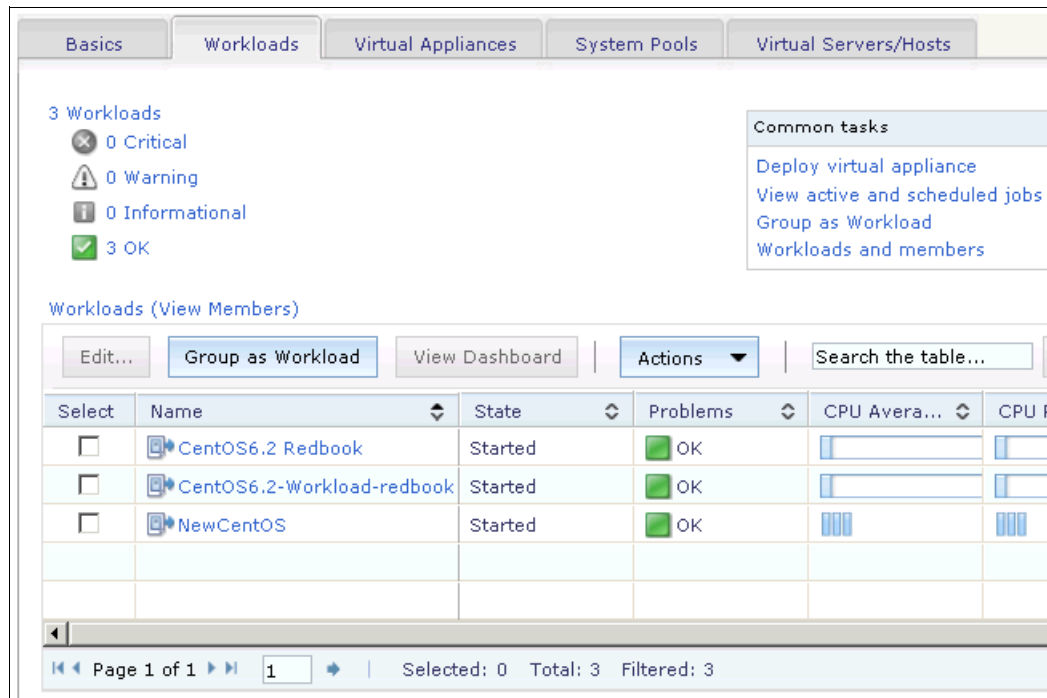 Basics Workloads Virtual Appliances System Pools Virtual Servers/Hosts
3 Workloads
0 Critical
0 Warning
0 Informational
3 OK
Common tasks
Deploy virtual appliance
View active and scheduled jobs
Group as Workload
Workloads and members
Workloads (View Members)
Edit... Group as Workload View Dashboard Actions Search the table...
Select Name State Problems CPU Avera... CPU
CentOS6.2 Redbook Started OK
CentOS6.2-Workload-redbook Started OK
NewCentOS Started OK
Page 1 of 1 1 Selected: 0 Total: 3 Filtered: 3